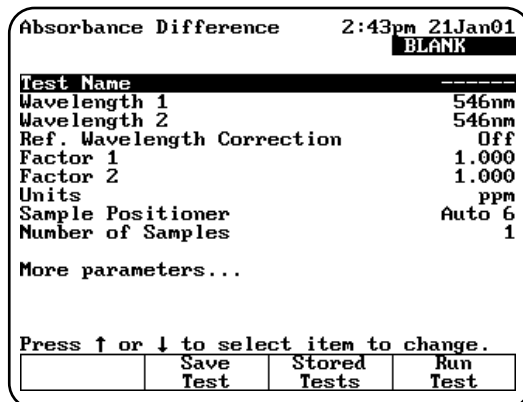 Absorbance Difference 2:43pm 21Jan01
BLANK
Test Name ------
Wavelength 1 546nm
Wavelength 2 546nm
Ref. Wavelength Correction Off
Factor 1 1.000
Factor 2 1.000
Units ppm
Sample Positioner Auto 6
Number of Samples 1
More parameters...
Press ↑ or ↓ to select item to change.
Save Test Stored Tests Run Test